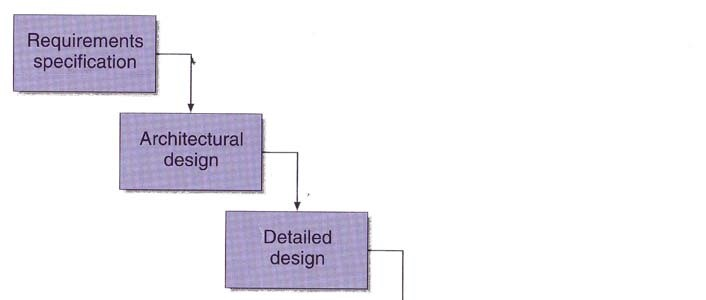 Requirements
specification
Architectural
design
Detailed
design